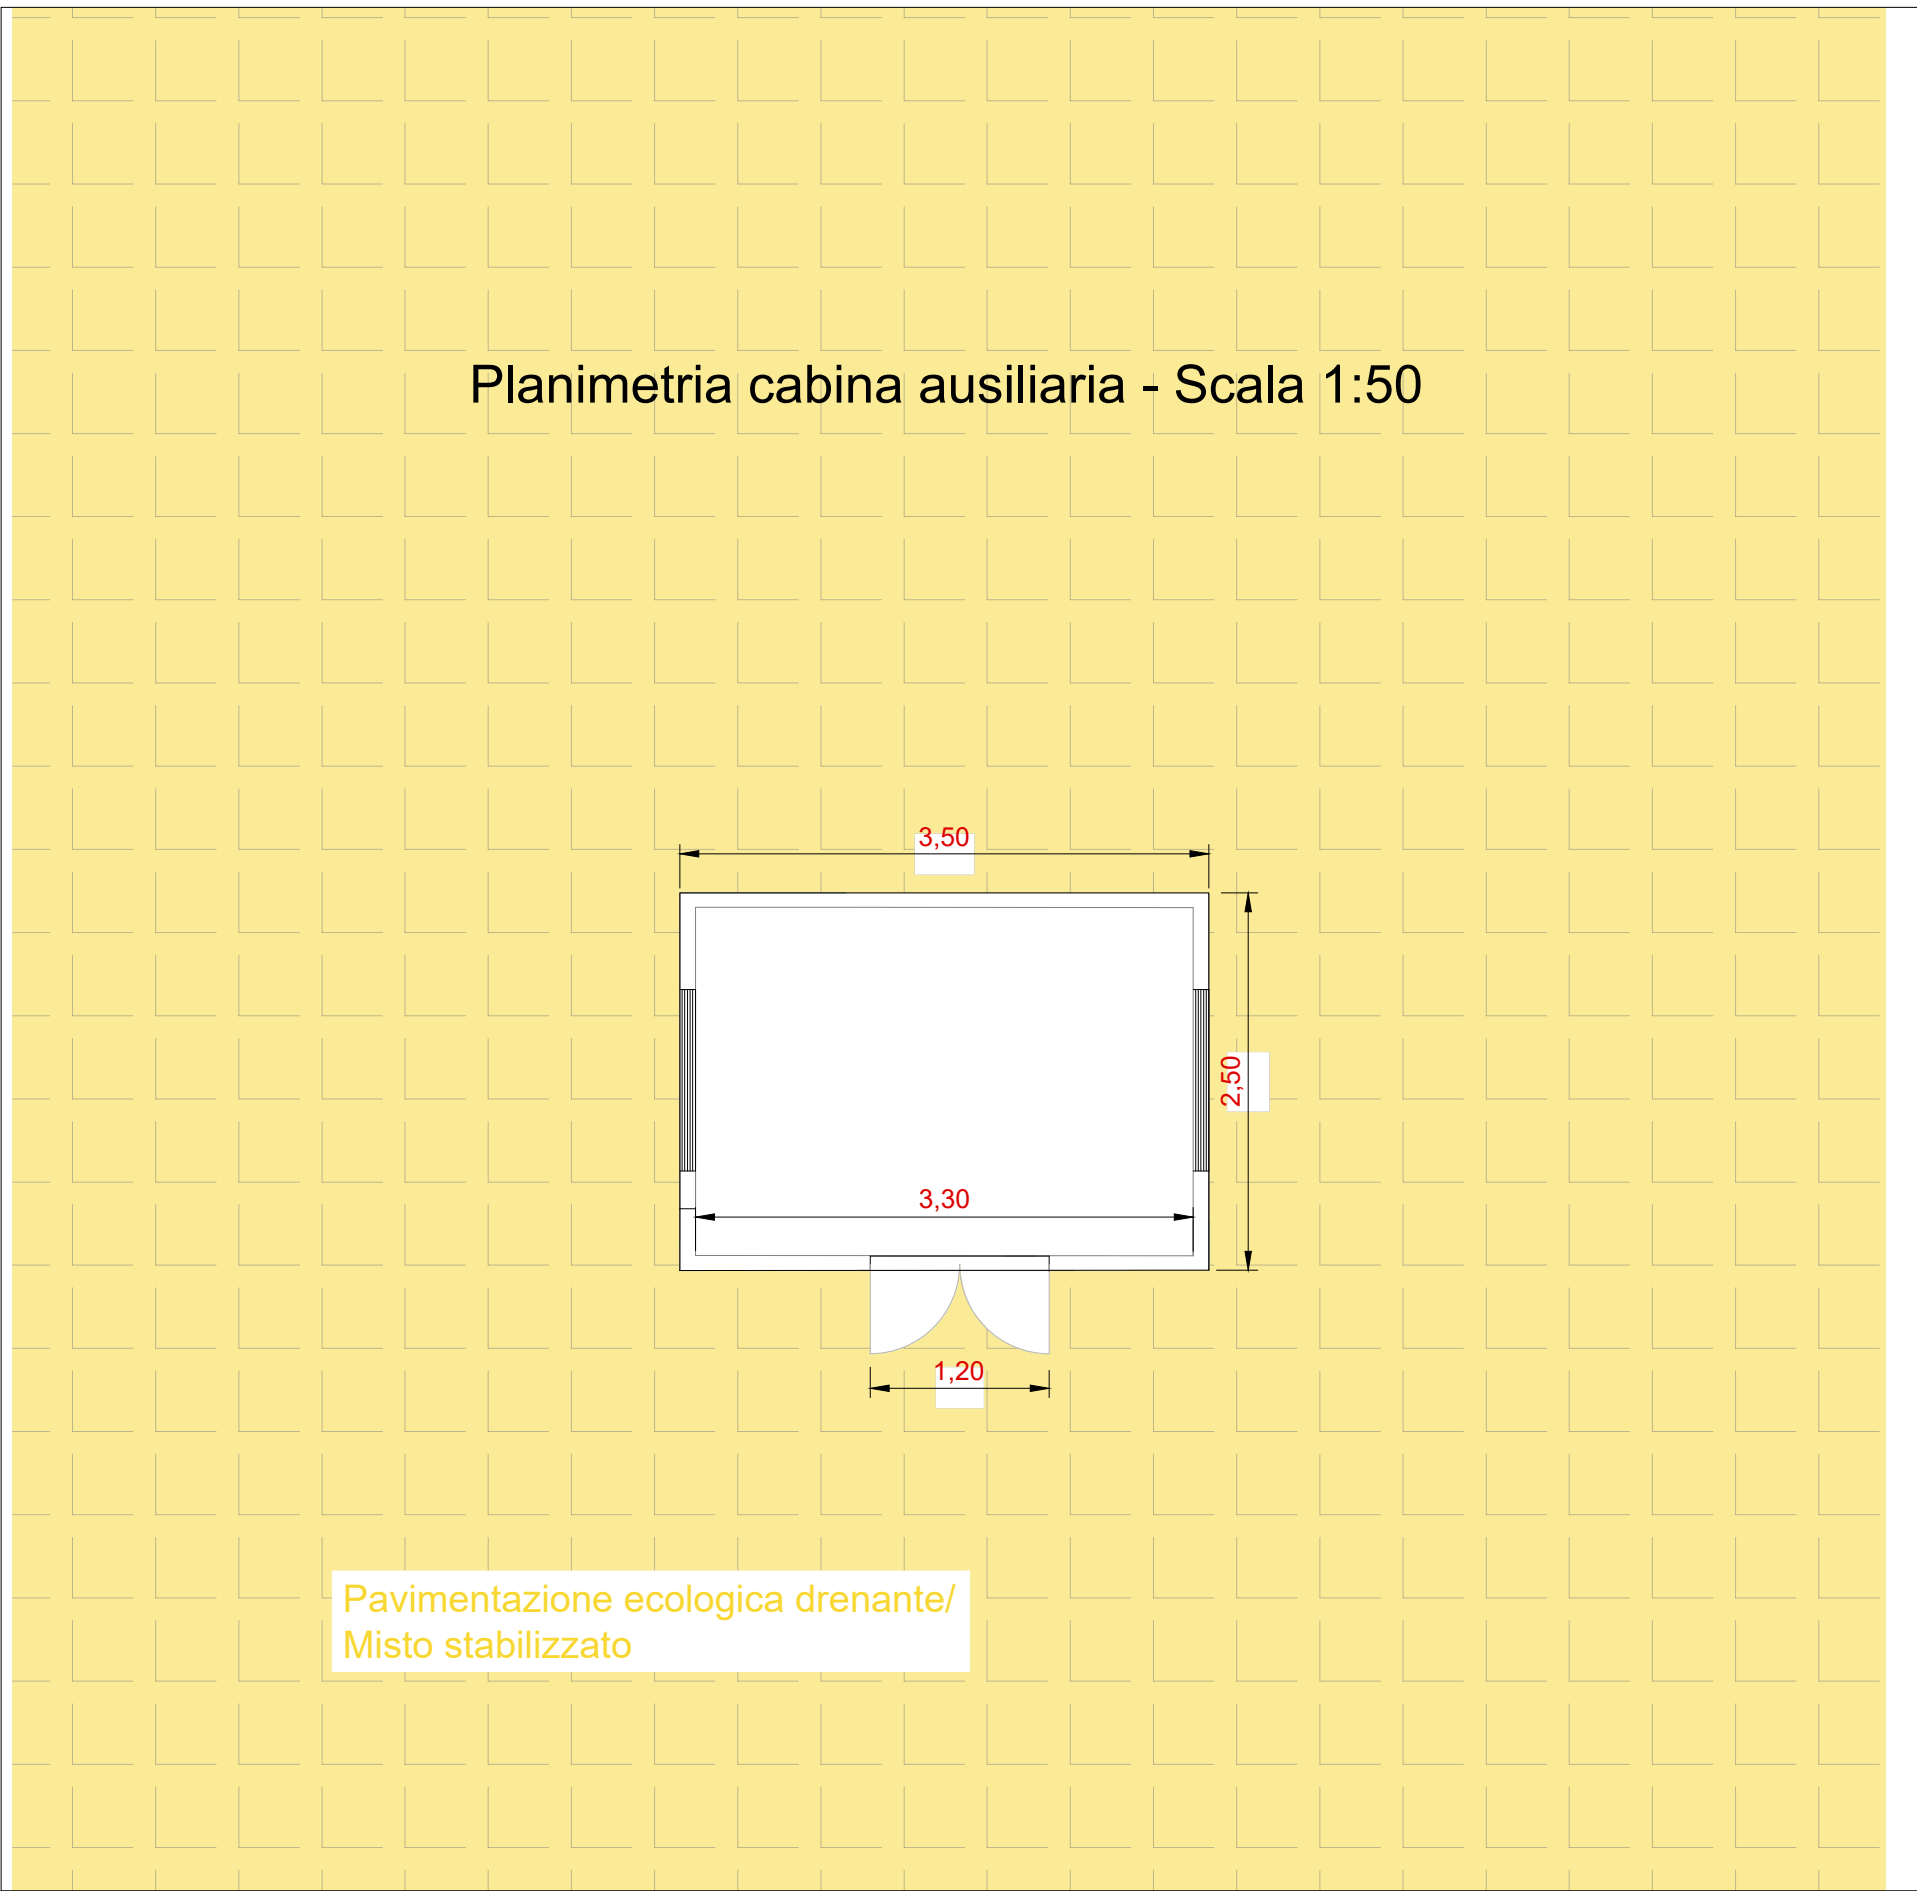 Planimetria cabina ausiliaria - Scala 1:50
3,50
2,50
3,30
1,20
Pavimentazione ecologica drenante/
Misto stabilizzato